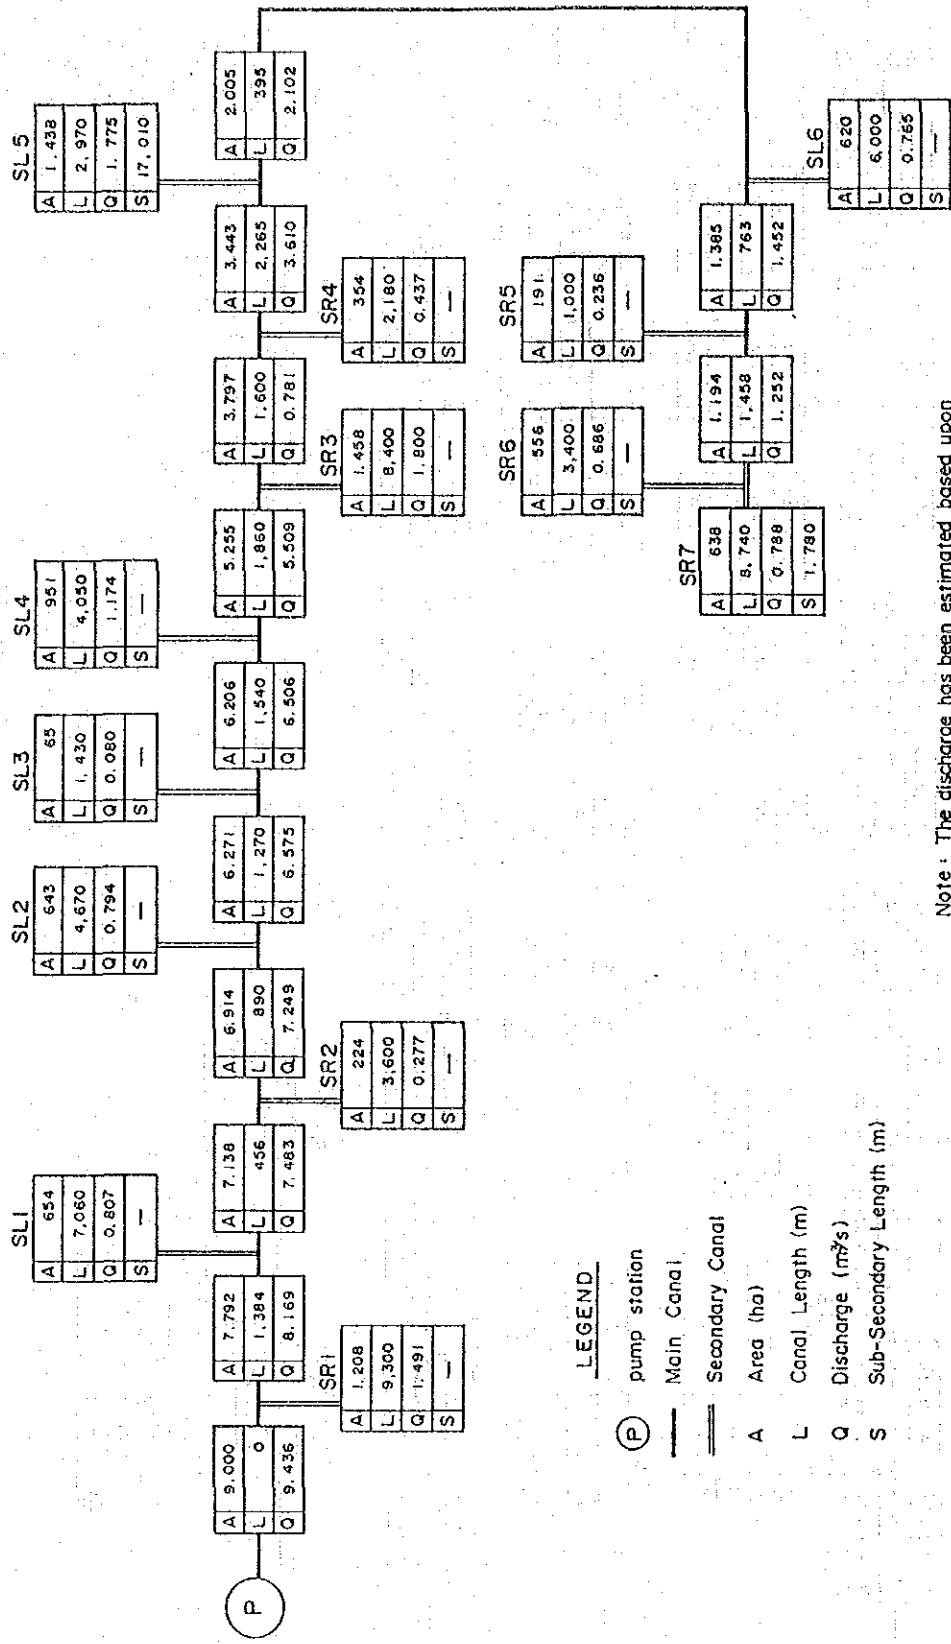 SL1
A 654
L 7,060
Q 0.807
S —
SL2
A 643
L 4,670
Q 0.794
S —
SL3
A 65
L 1,430
Q 0.080
S —
SL4
A 951
L 4,050
Q 1.174
S —
SL5
A 1.438
L 2,970
Q 1.775
S 17,010
P
A 9.000
L 0
Q 9.436
A 7.792
L 1,384
Q 8.169
A 7.138
L 456
Q 7.483
A 6.914
L 890
Q 7.249
A 6.271
L 1,270
Q 6.575
A 6.206
L 1,540
Q 6.506
A 5.255
L 1,860
Q 5.509
A 3.797
L 1,600
Q 0.781
A 3.443
L 2,265
Q 3.610
A 2.005
L 395
Q 2.102
SR1
A 1.208
L 9,300
Q 1.491
S —
SR2
A 224
L 3,600
Q 0.277
S —
SR3
A 1.458
L 8,400
Q 1.800
S —
SR4
A 354
L 2,180
Q 0.437
S —
SR6
A 556
L 3,400
Q 0.686
S —
SR5
A 191
L 1,000
Q 0.236
S —
SR7
A 638
L 8.740
Q 0.788
S 1.780
A 1.194
L 1,458
Q 1.252
A 1.385
L 763
Q 1.452
SL6
A 620
L 6,000
Q 0.765
S —
LEGEND
P pump station
Main Canal
Secondary Canal
A Area (ha)
L Canal Length (m)
Q Discharge (m³/s)
S Sub-Secondary Length (m)
Note : The discharge has been estimated based upon